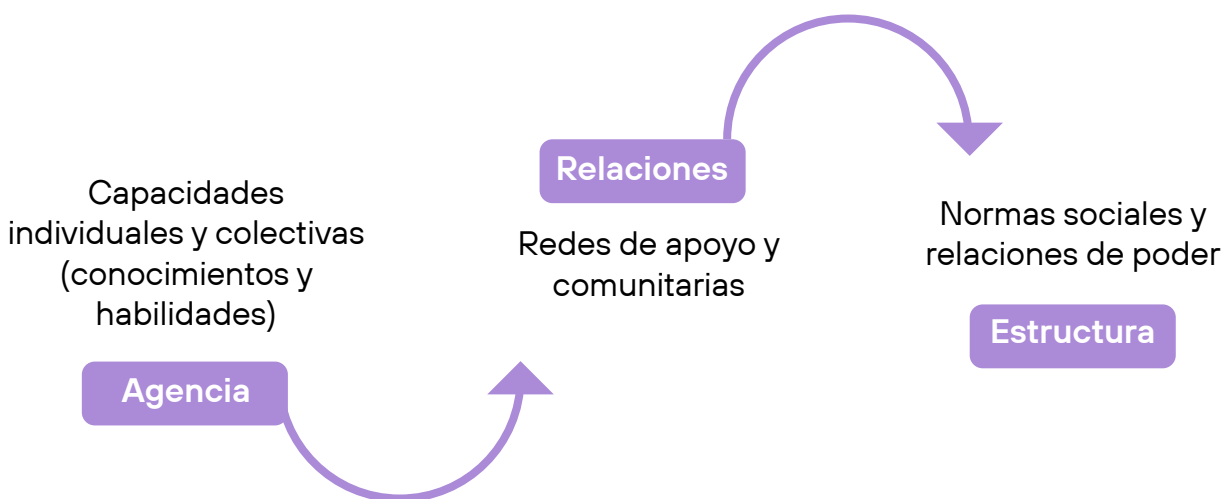 Capacidades
individuales y colectivas
(conocimientos y
habilidades)
Agencia
Relaciones
Redes de apoyo y
comunitarias
Normas sociales y
relaciones de poder
Estructura